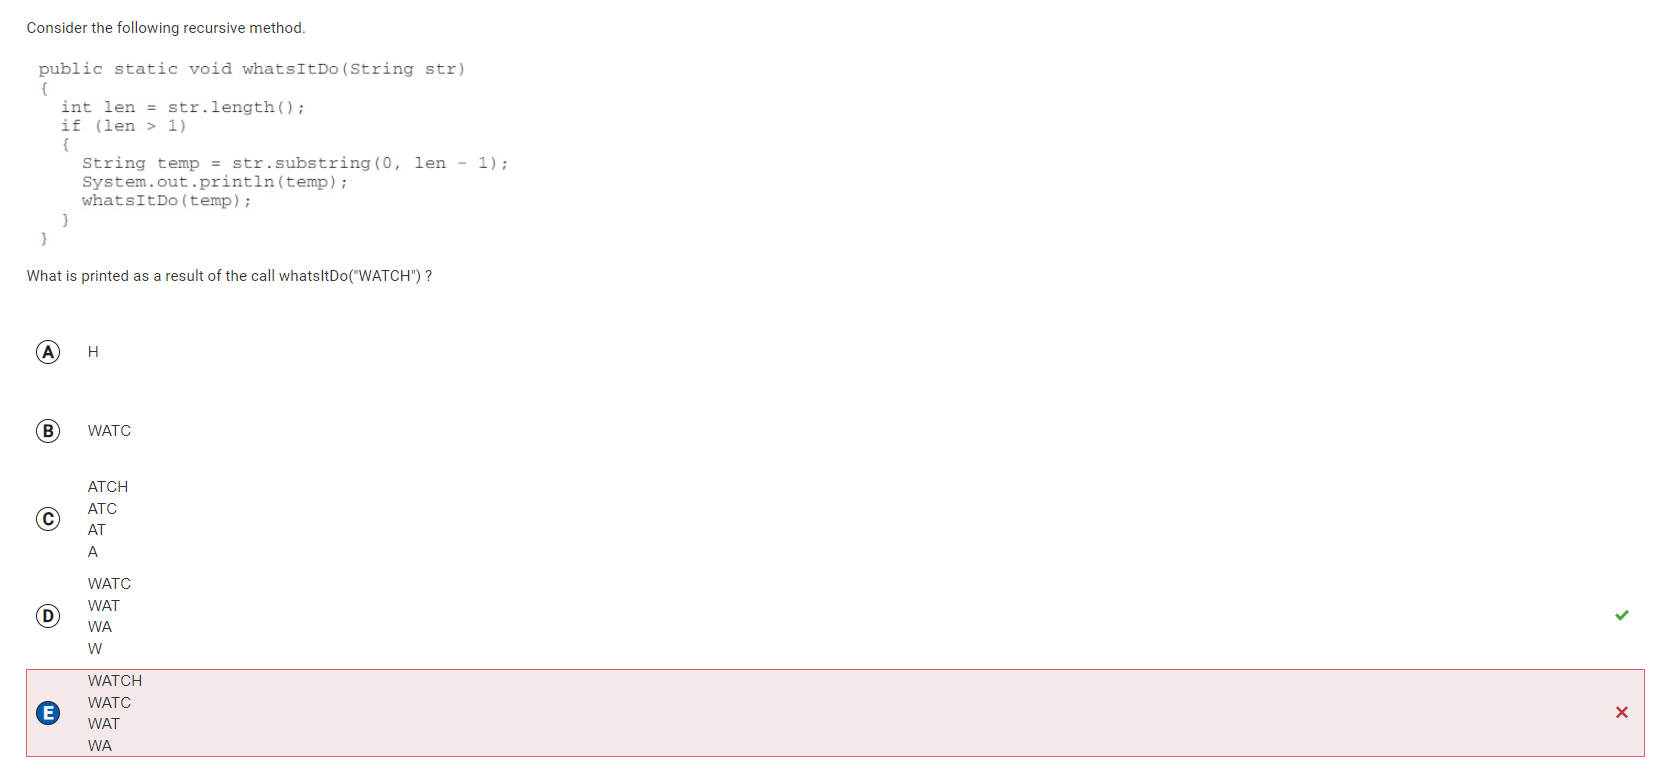 Consider the following recursive method.
public static void whatsItDo(String str)
{
int len = str.length();
if (len > 1)
{
String temp = str.substring(0, len - 1);
System.out.println(temp);
whatsItDo(temp);
}
}
What is printed as a result of the call whatsItDo("WATCH") ?
A H
B WATC
C
ATCH
ATC
AT
A
D
WATC
WAT
WA
W
E
WATCH
WATC
WAT
WA